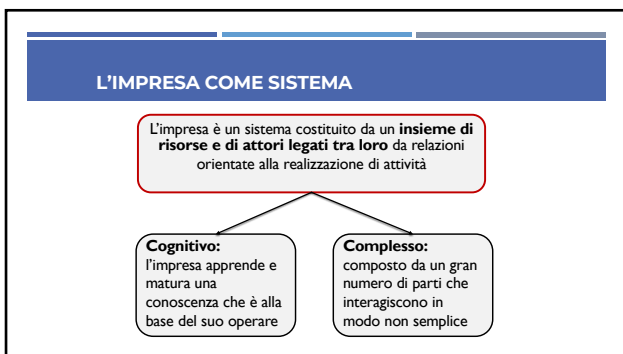 L'IMPRESA COME SISTEMA
L'impresa è un sistema costituito da un insieme di
risorse e di attori legati tra loro da relazioni
orientate alla realizzazione di attività
Cognitivo:
l'impresa apprende e
matura una
conoscenza che è alla
base del suo operare
Complesso:
composto da un gran
numero di parti che
interagiscono in
modo non semplice